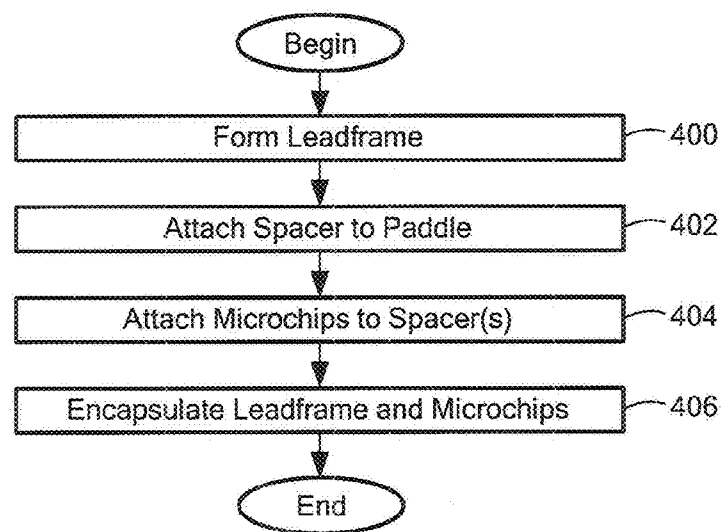 Begin
Form Leadframe 400
Attach Spacer to Paddle 402
Attach Microchips to Spacer(s) 404
Encapsulate Leadframe and Microchips 406
End